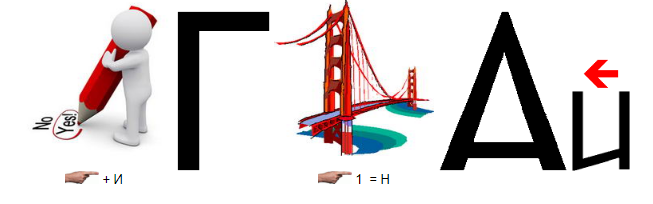 No
Yes!
Г
А
И
+ И
1 = Н